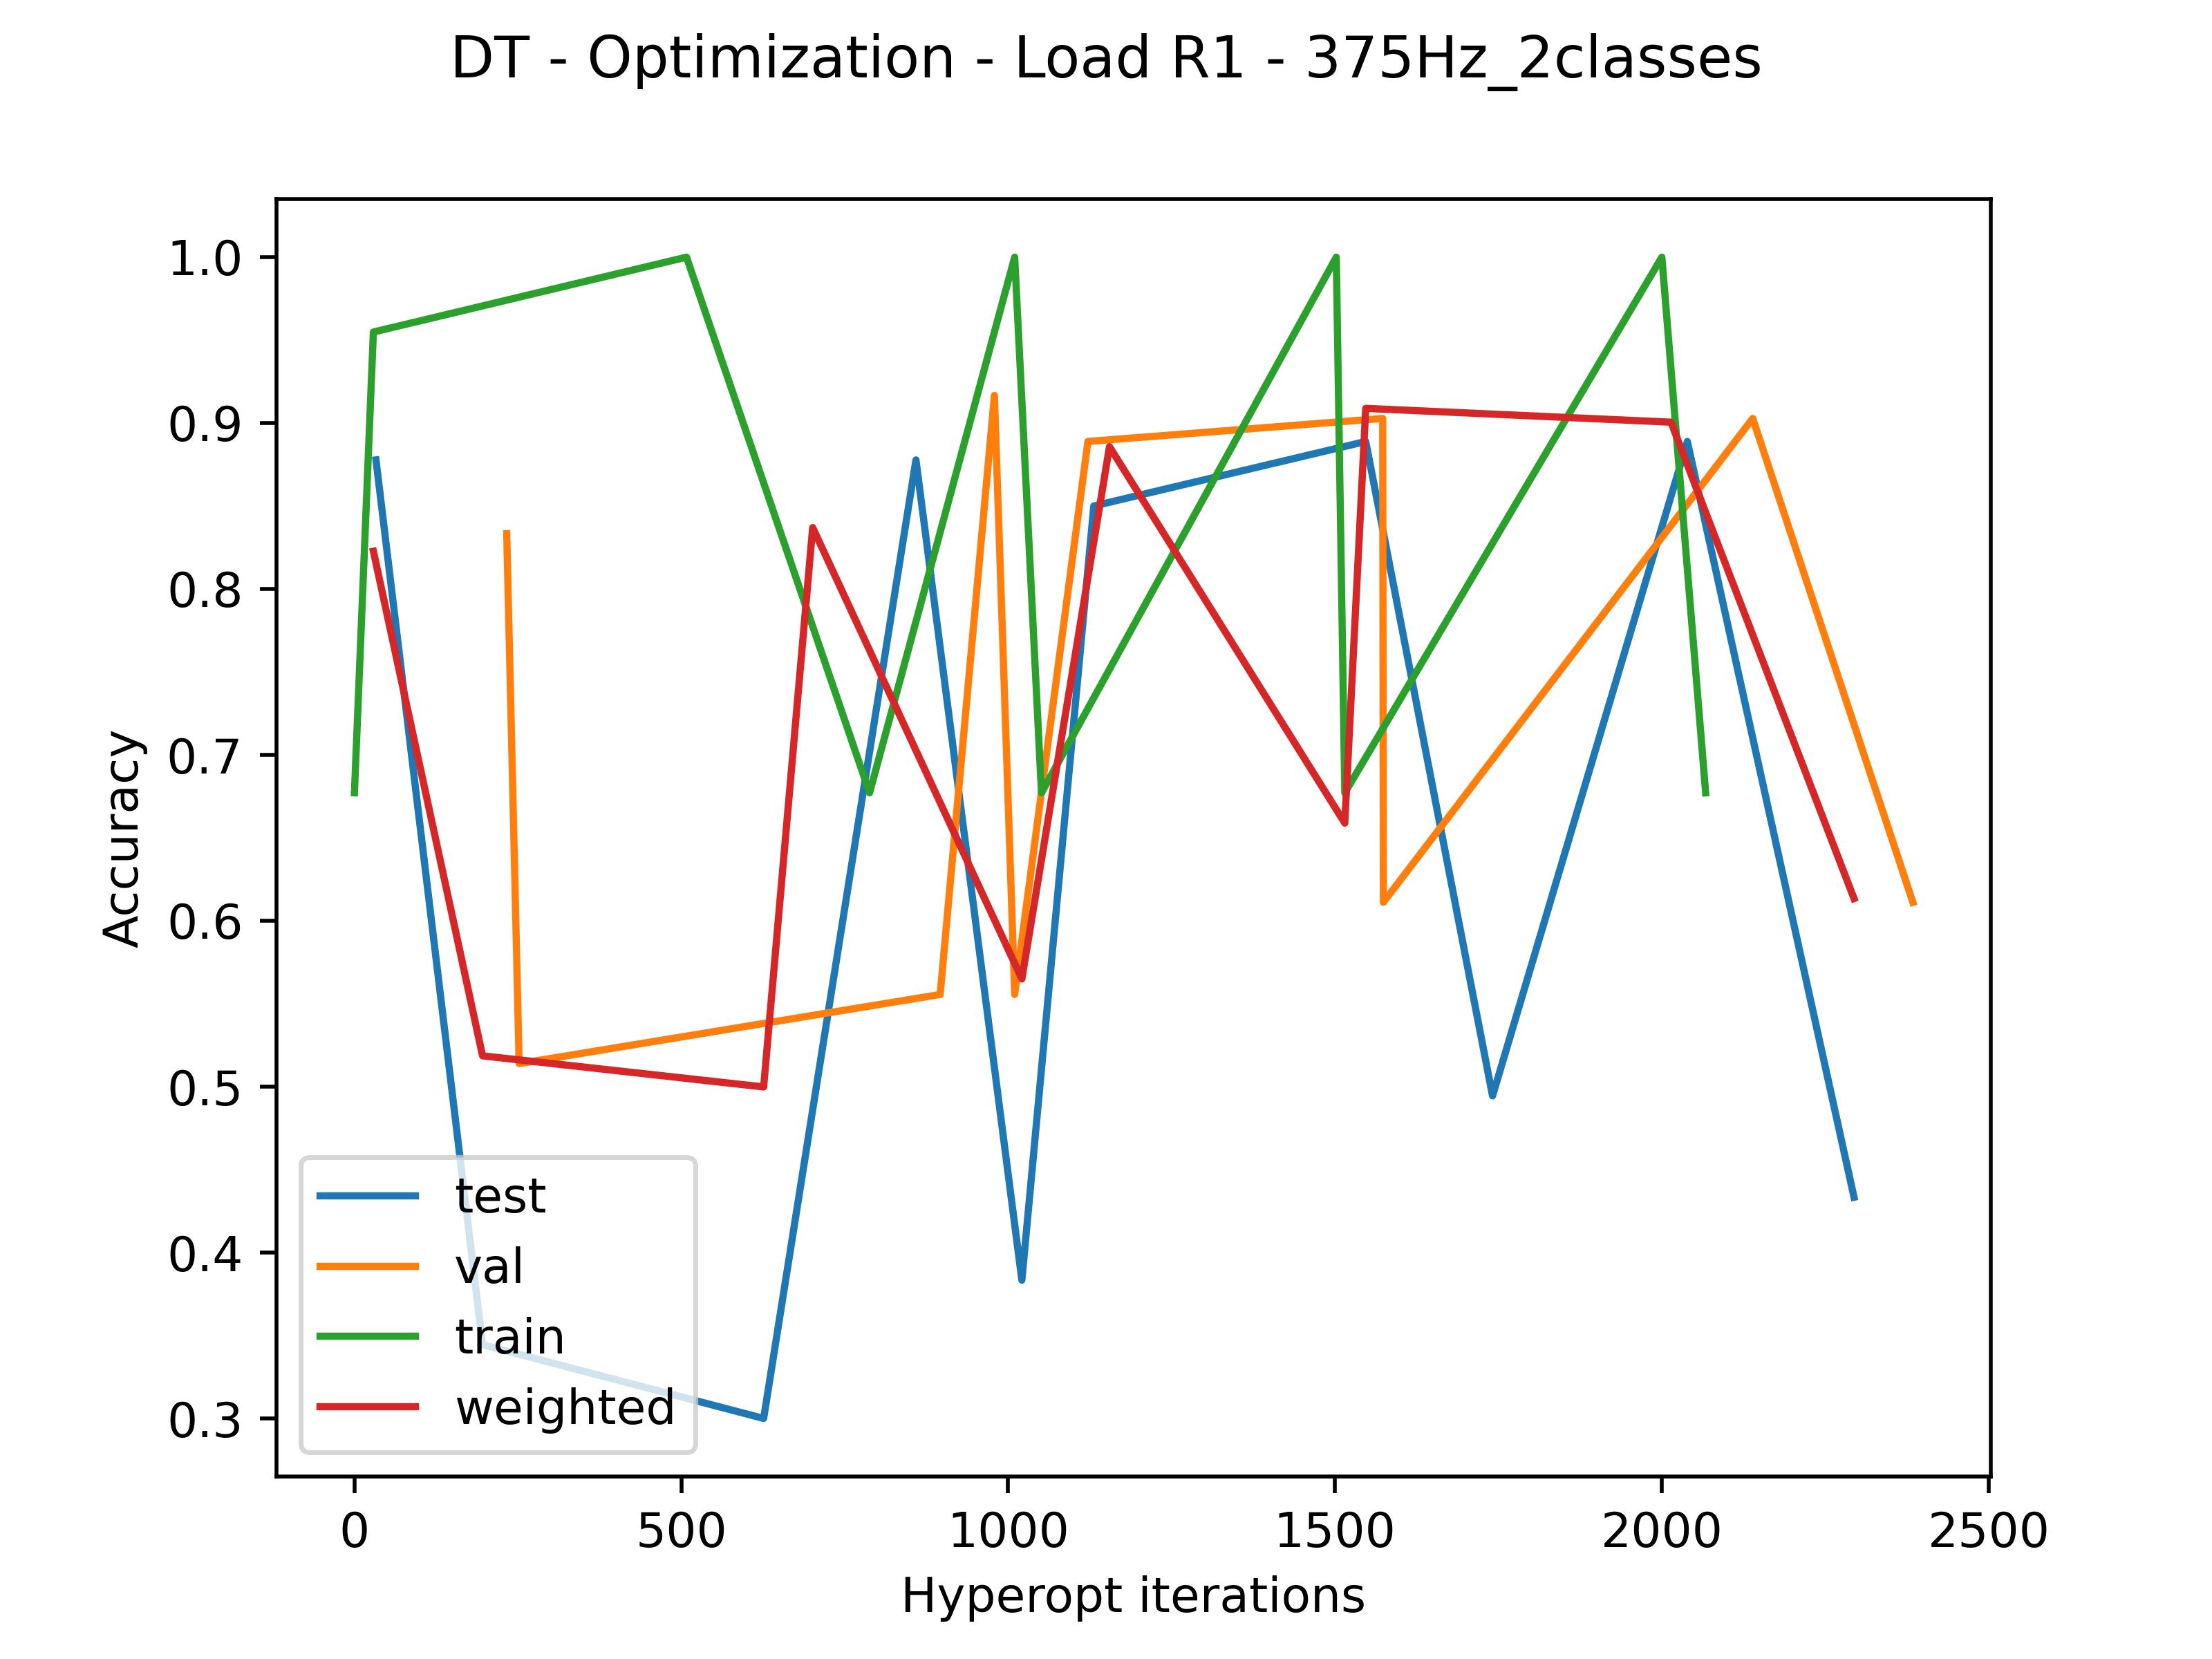 DT - Optimization - Load R1 - 375Hz_2classes
1.0
0.9
0.8
0.7
0.6
0.5
0.4
0.3
Accuracy
test
val
train
weighted
0 500 1000 1500 2000 2500
Hyperopt iterations